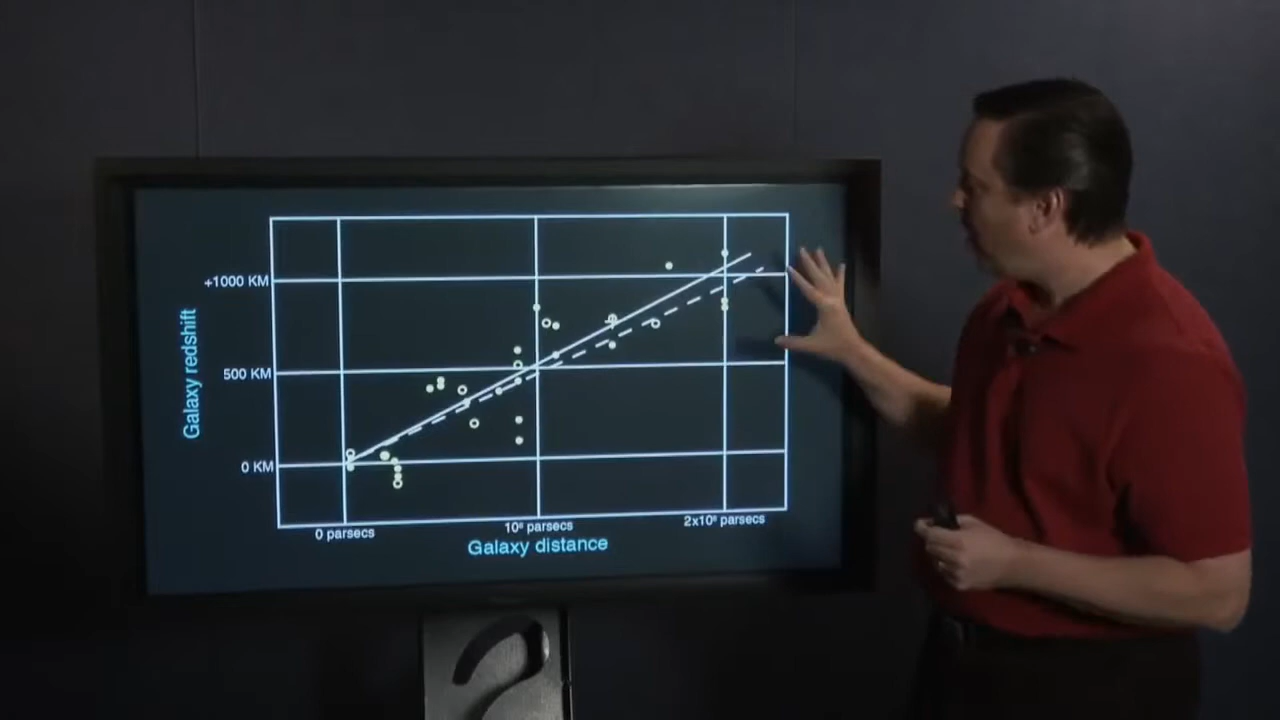 +1000 KM
500 KM
0 KM
Galaxy redshift
0 parsecs
10⁶ parsecs
2x10⁶ parsecs
Galaxy distance